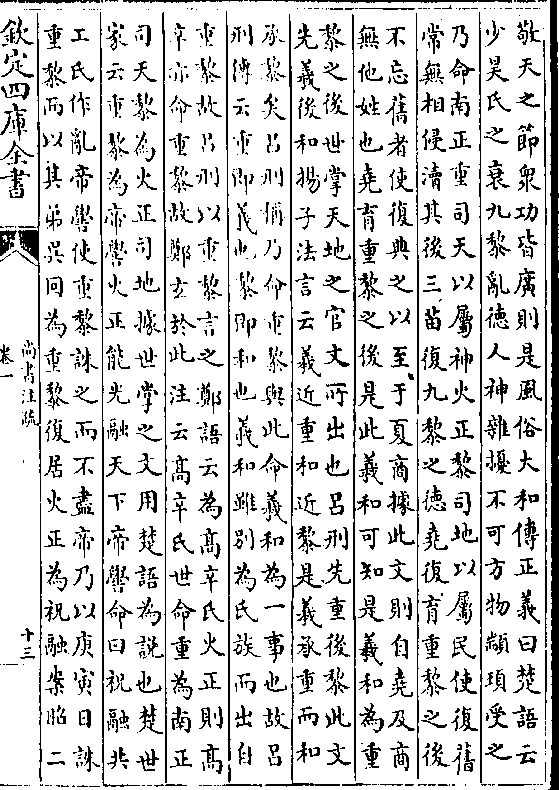 敬天之節衆功皆廣則是風俗大和傳正義曰楚語云
少昊氏之衰九黎亂德人神雜擾不可方物顓頊受之
乃命南正重司天以屬神火正黎司地以屬民使復舊
常無相侵瀆其後三苗復九黎之德堯復育重黎之後
不忘舊者使復典之以至于夏商據此文則自堯及商
無他姓也堯育重黎之後是此羲和可知是羲和為重
黎之後世掌天地之官文所出也呂刑先重後黎此文
先羲後和揚子法言云羲近重和近黎是羲承重而和
承黎矣呂刑稱乃命重黎與此命羲和為一事也故呂
刑傳云重即羲也黎即和也羲和雖別為氏族而出自
重黎故呂刑以重黎言之鄭語云為高辛氏火正則高
辛亦命重黎故鄭玄於此注云高辛氏世命重為南正
司天黎為火正司地據世掌之文用楚語為說也楚世
家云重黎為帝嚳火正能光融天下帝嚳命曰祝融共
工氏作亂帝嚳使重黎誅之而不盡帝乃以庚寅日誅
重黎而以其弟吳回為重黎復居火正為祝融案昭二
欽定四庫全書
尚書注疏
卷一
十三